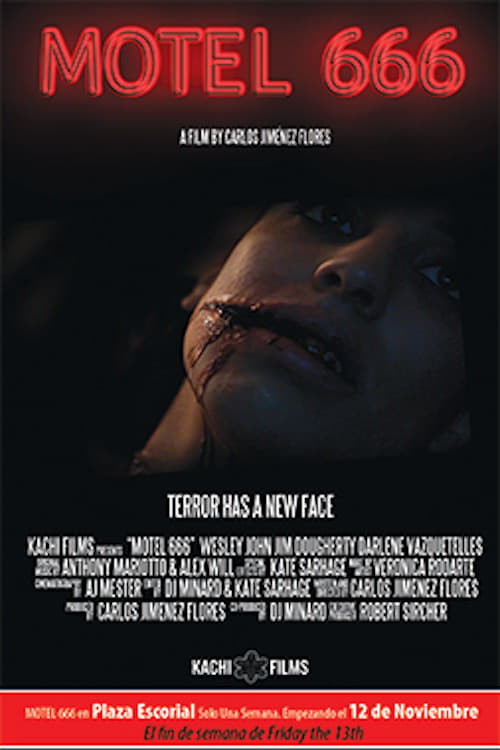 MOTEL 666
A FILM BY CARLOS JIMÉNEZ FLORES
TERROR HAS A NEW FACE
KACHI FILMS PRESENTS "MOTEL 666" WESLEY JOHN JIM DOUGHERTY DARLENE VAZQUETELLES
ANTHONY MARIOTTO & ALEX WILL KATE SARHAGE VERONICA RODARTE
AJ MESTER DJ MINARD & KATE SARHAGE CARLOS JIMENEZ FLORES
CARLOS JIMENEZ FLORES DJ MINARD ROBERT SIRCHER
KACHI FILMS
MOTEL 666 en Plaza Escorial Solo Una Semana. Empezando el 12 de Noviembre
El fin de semana de Friday the 13th